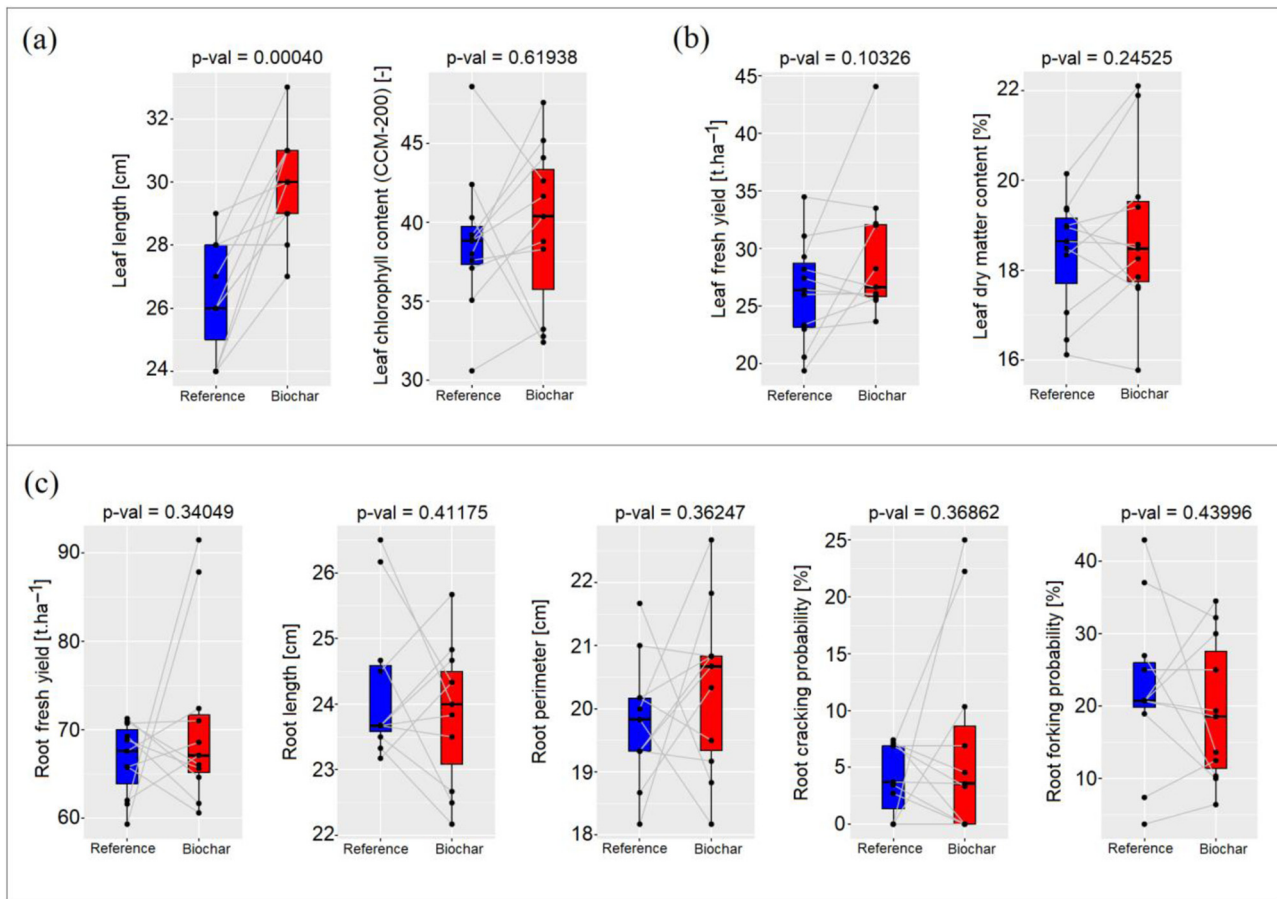 (a)
p-val = 0.00040
Leaf length [cm]
32
30
28
26
24
Reference Biochar
p-val = 0.61938
Leaf chlorophyll content (CCM-200) [-]
45
40
35
30
Reference Biochar
(b)
p-val = 0.10326
Leaf fresh yield [t.ha⁻¹]
45
40
35
30
25
20
Reference Biochar
p-val = 0.24525
Leaf dry matter content [%]
22
20
18
16
Reference Biochar
(c)
p-val = 0.34049
Root fresh yield [t.ha⁻¹]
90
80
70
60
Reference Biochar
p-val = 0.41175
Root length [cm]
26
25
24
23
22
Reference Biochar
p-val = 0.36247
Root perimeter [cm]
22
21
20
19
18
Reference Biochar
p-val = 0.36862
Root cracking probability [%]
25
20
15
10
5
0
Reference Biochar
p-val = 0.43996
Root forking probability [%]
40
30
20
10
Reference Biochar